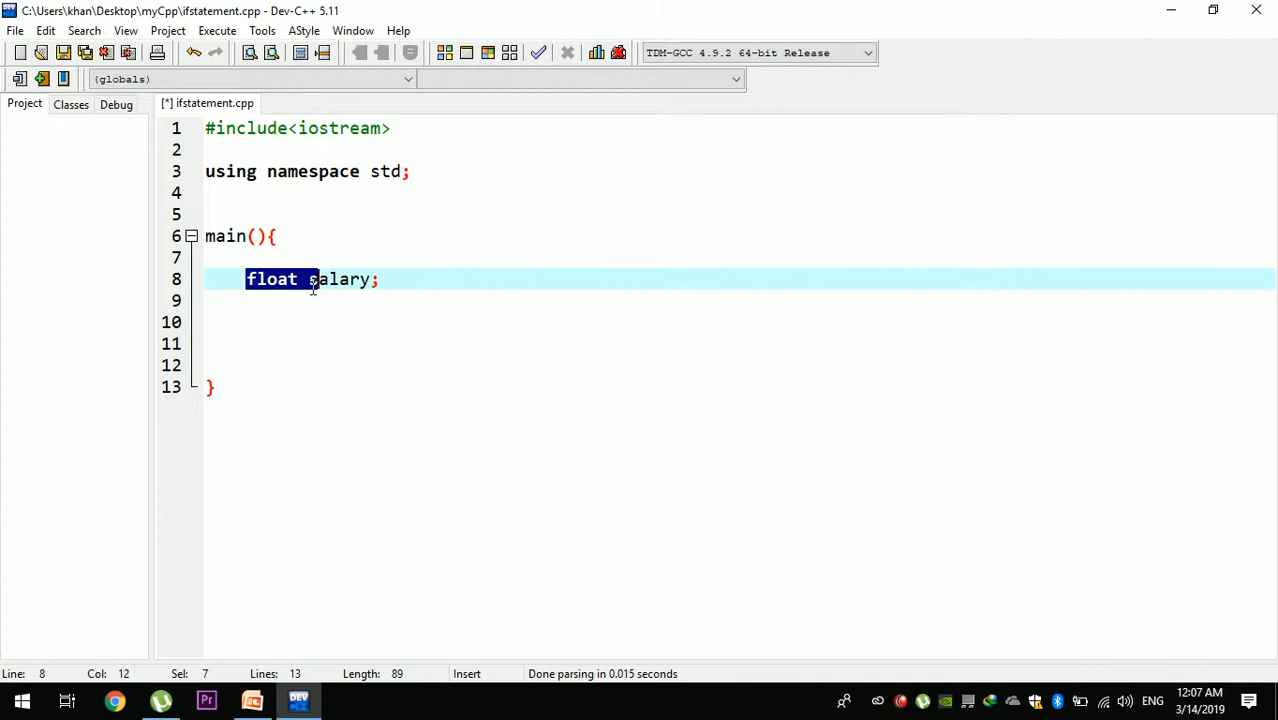 C:\Users\khan\Desktop\myCpp\ifstatement.cpp - Dev-C++ 5.11
File Edit Search View Project Execute Tools AStyle Window Help
TDM-GCC 4.9.2 64-bit Release
(globals)
Project Classes Debug [*] ifstatement.cpp
1 #include<iostream>
2
3 using namespace std;
4
5
6 main(){
7
8 float salary;
9
10
11
12
13 }
Line: 8 Col: 12 Sel: 7 Lines: 13 Length: 89 Insert Done parsing in 0.015 seconds
Pr DEV ENG 12:07 AM
3/14/2019